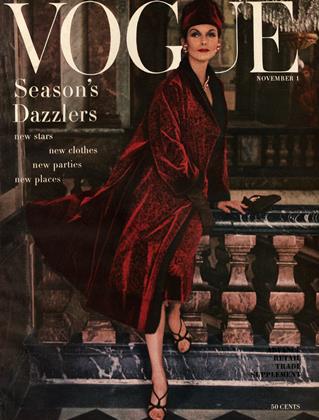 VOGUE
NOVEMBER 1
Season's
Dazzlers
new stars
new clothes
new parties
new places
RETAIL
TRADE
SUPPLEMENT
50 CENTS